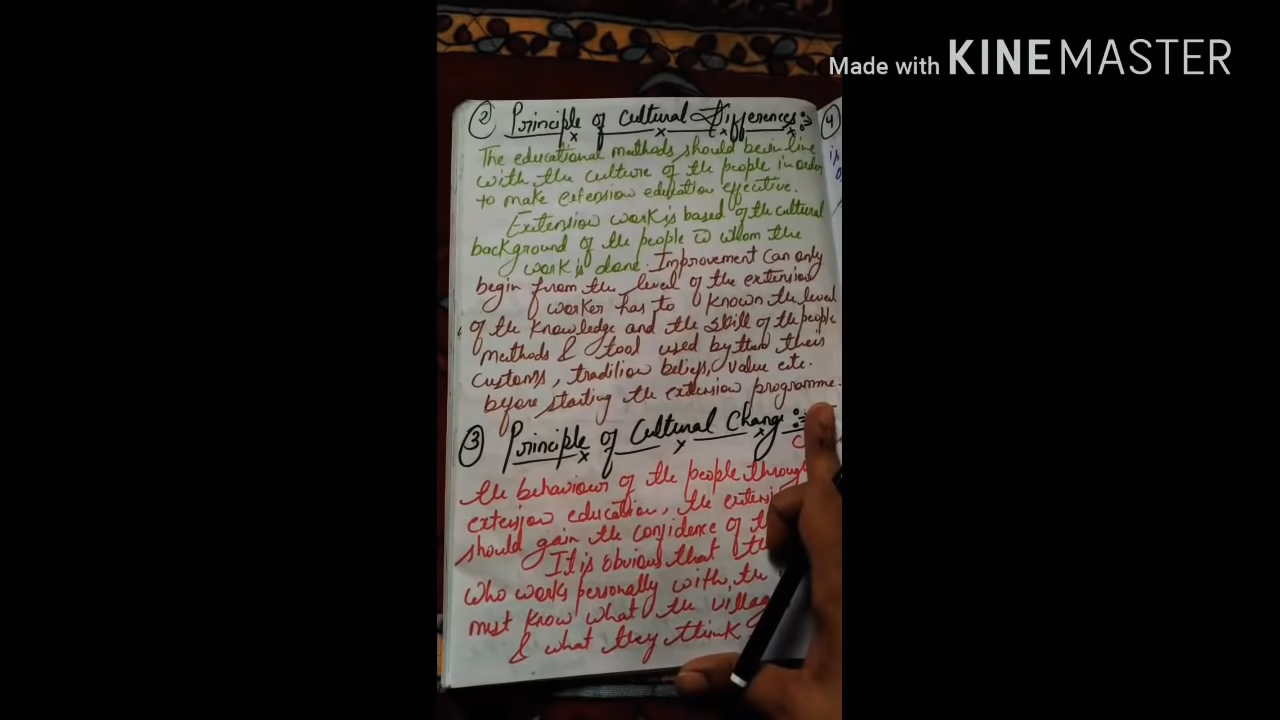 Made with KINEMASTER
② Principle of Cultural Differences :⇒
The educational methods should be in line
with the culture of the people in order
to make extension education effective.
Extension work is based of the cultural
background of the people whom the
work is done. Improvement can only
begin from the level of the extension
worker has to known the level
of the knowledge and the skill of the people
methods & tool used by their
customs, tradition beliefs, value etc.
before starting the extension programme.
③ Principle of Cultural Change :⇒
the behaviour of the people through
extension education, the
should gain the confidence of
It is obvious that
who works personally with, the
must know what the
& what they think
④